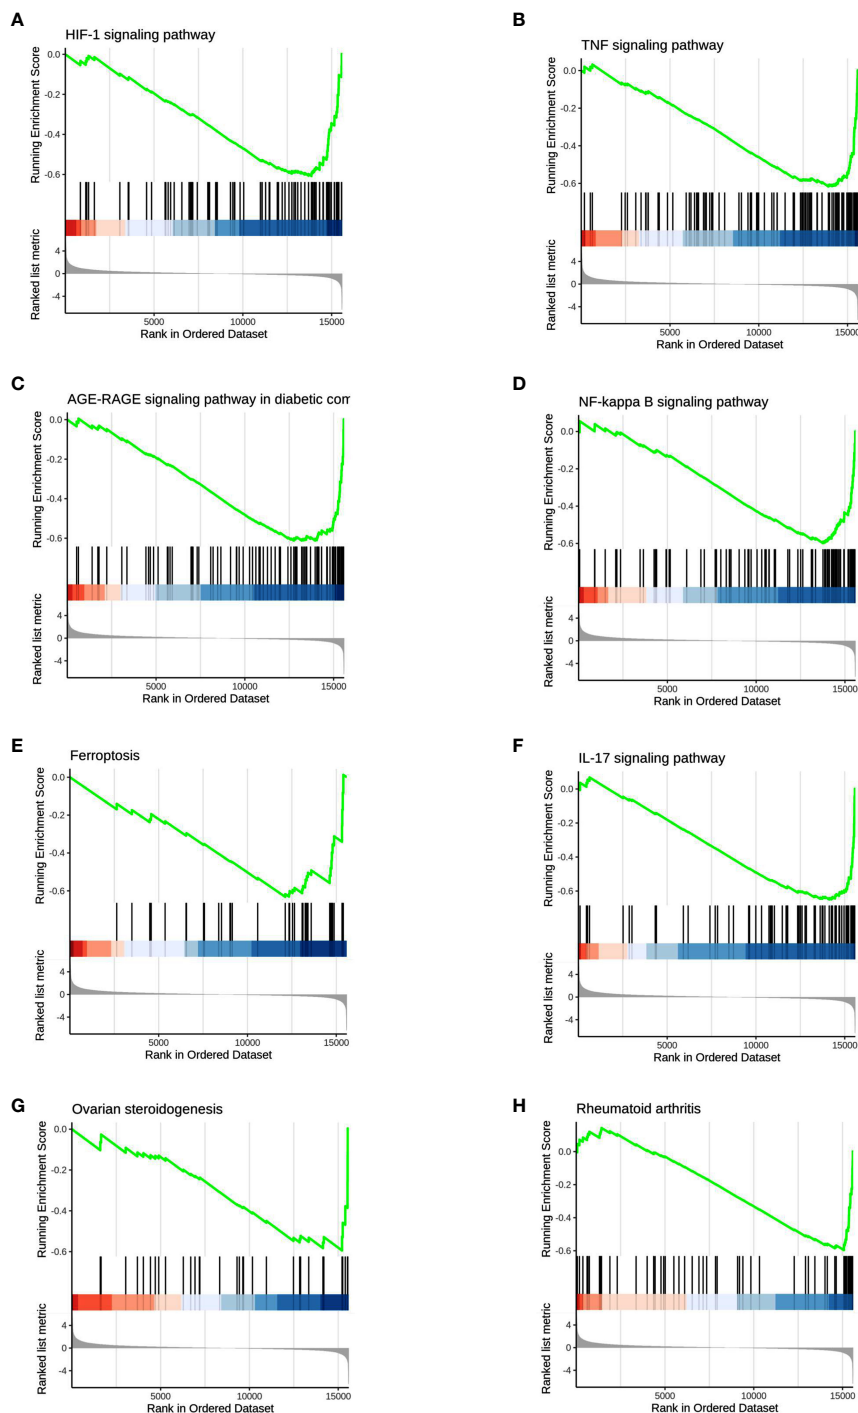 A
HIF-1 signaling pathway
Running Enrichment Score
0.0
-0.2
-0.4
-0.6
Ranked list metric
4
0
-4
5000 10000 15000
Rank in Ordered Dataset
B
TNF signaling pathway
Running Enrichment Score
0.0
-0.2
-0.4
-0.6
Ranked list metric
4
0
-4
5000 10000 15000
Rank in Ordered Dataset
C
AGE-RAGE signaling pathway in diabetic com
Running Enrichment Score
0.0
-0.2
-0.4
-0.6
Ranked list metric
4
0
-4
5000 10000 15000
Rank in Ordered Dataset
D
NF-kappa B signaling pathway
Running Enrichment Score
0.0
-0.2
-0.4
-0.6
Ranked list metric
4
0
-4
5000 10000 15000
Rank in Ordered Dataset
E
Ferroptosis
Running Enrichment Score
0.0
-0.2
-0.4
-0.6
Ranked list metric
4
0
-4
5000 10000 15000
Rank in Ordered Dataset
F
IL-17 signaling pathway
Running Enrichment Score
0.0
-0.2
-0.4
-0.6
Ranked list metric
4
0
-4
5000 10000 15000
Rank in Ordered Dataset
G
Ovarian steroidogenesis
Running Enrichment Score
0.0
-0.2
-0.4
-0.6
Ranked list metric
4
0
-4
5000 10000 15000
Rank in Ordered Dataset
H
Rheumatoid arthritis
Running Enrichment Score
0.0
-0.2
-0.4
-0.6
Ranked list metric
4
0
-4
5000 10000 15000
Rank in Ordered Dataset